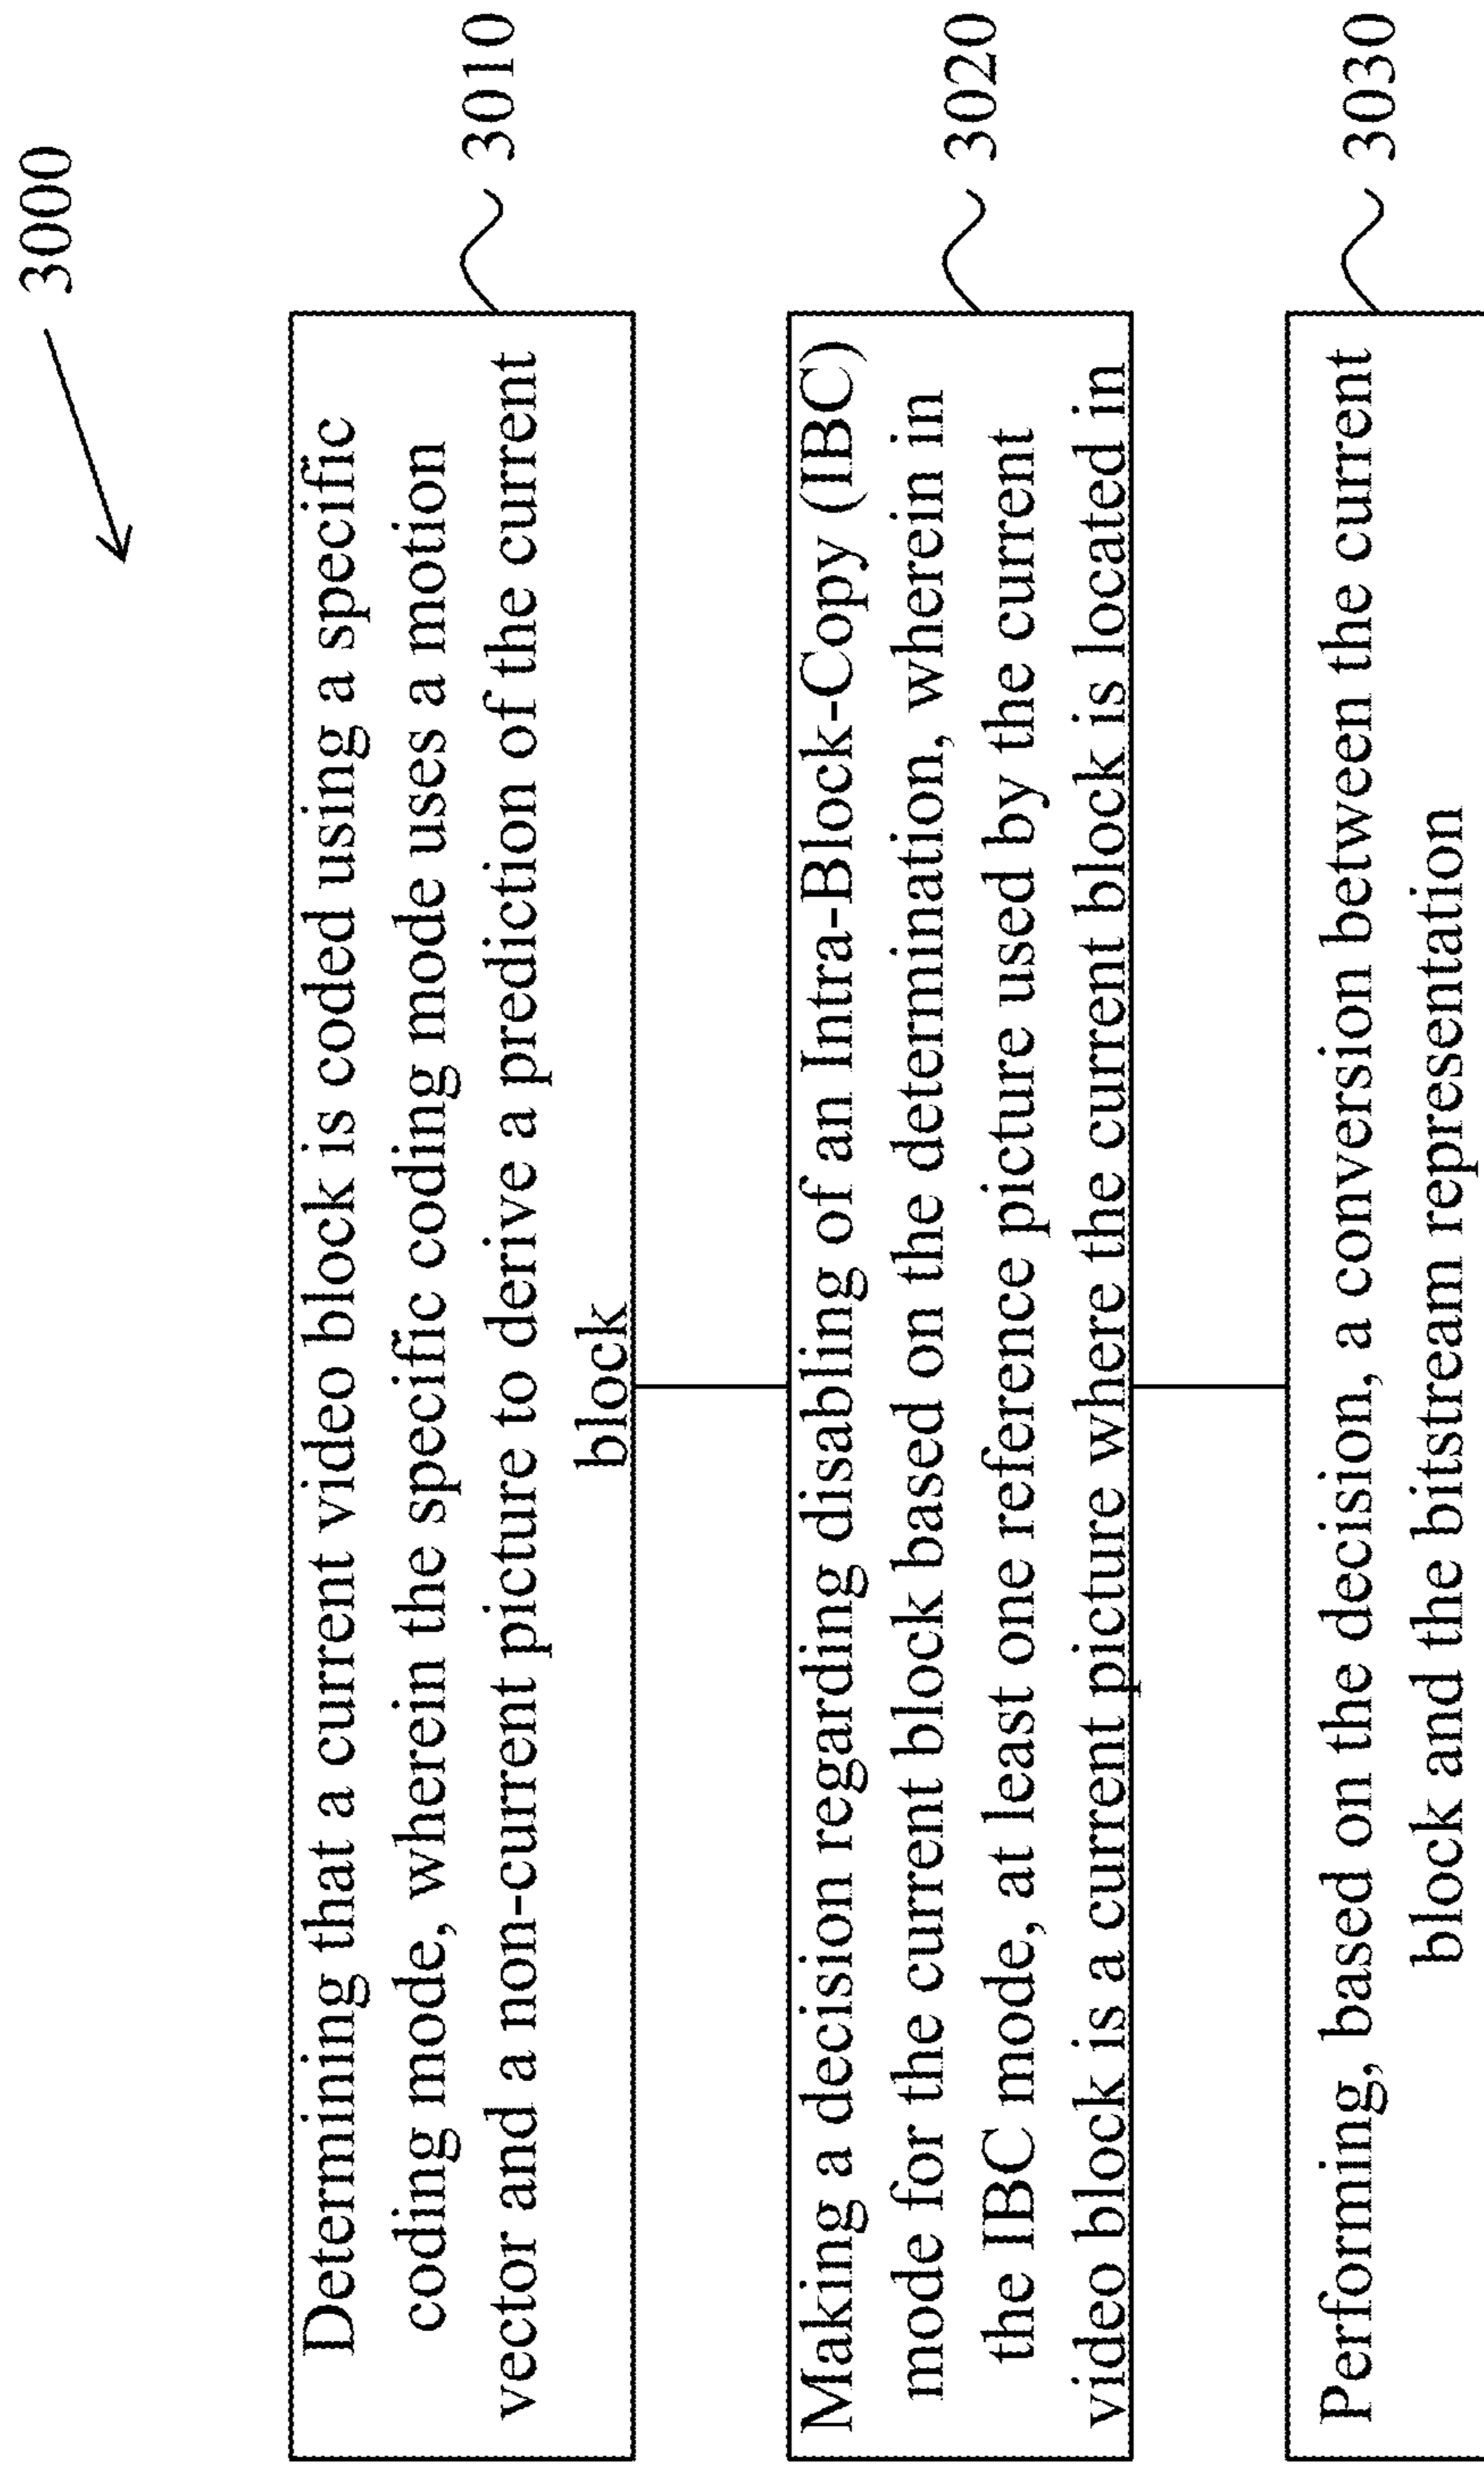 3000
Determining that a current video block is coded using a specific
coding mode, wherein the specific coding mode uses a motion
vector and a non-current picture to derive a prediction of the current
block
3010
Making a decision regarding disabling of an Intra-Block-Copy (IBC)
mode for the current block based on the determination, wherein in
the IBC mode, at least one reference picture used by the current
video block is a current picture where the current block is located in
3020
Performing, based on the decision, a conversion between the current
block and the bitstream representation
3030